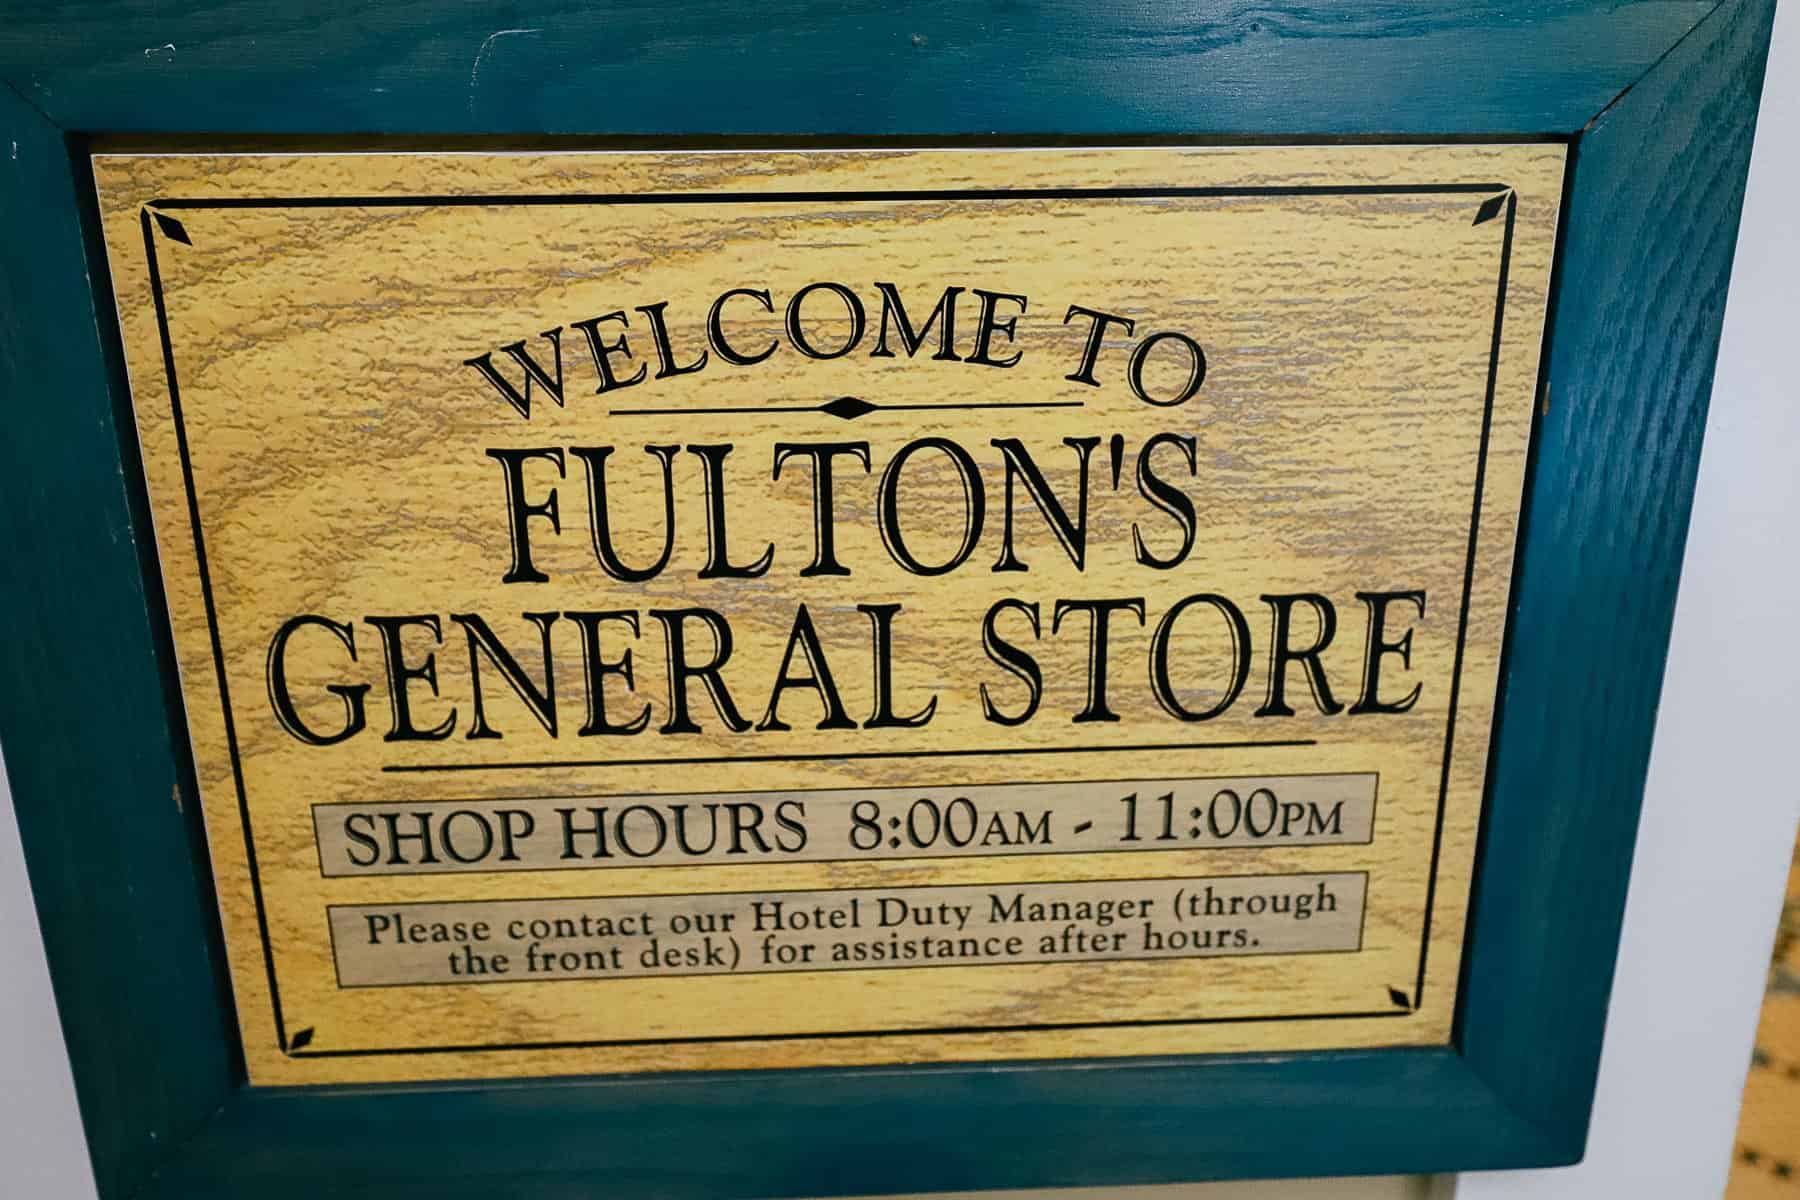 WELCOME TO
FULTON'S
GENERAL STORE
SHOP HOURS 8:00AM - 11:00PM
Please contact our Hotel Duty Manager (through
the front desk) for assistance after hours.